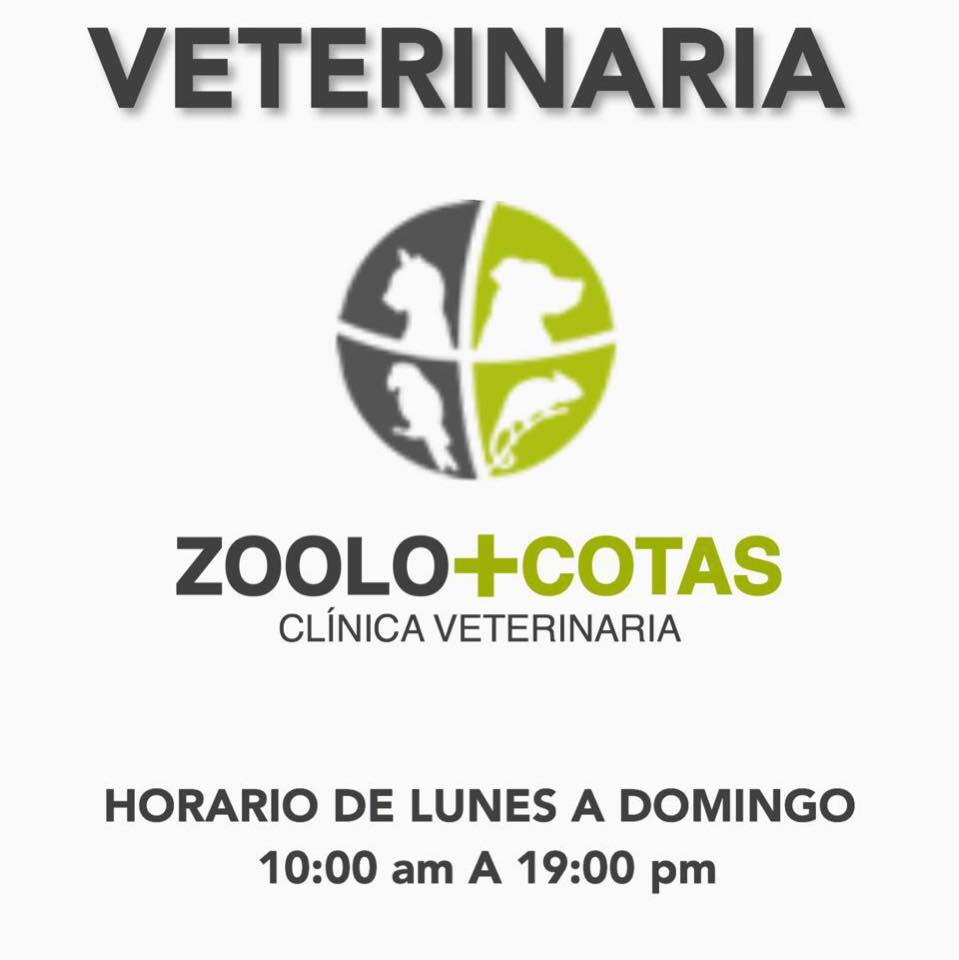 VETERINARIA
ZOOLO+COTAS
CLÍNICA VETERINARIA
HORARIO DE LUNES A DOMINGO
10:00 am A 19:00 pm